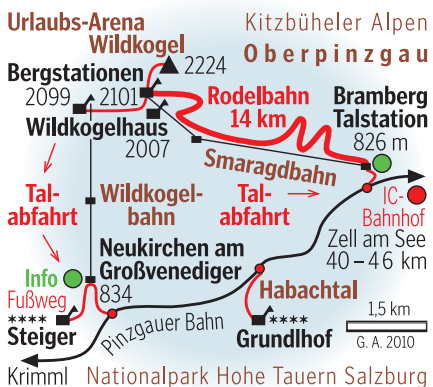 Urlaubs-Arena
Wildkogel
Kitzbüheler Alpen
Oberpinzgau
Bergstationen
2224
2099
2101
Wildkogelhaus
2007
Rodelbahn
14 km
Bramberg
Talstation
826 m
Smaragdbahn
Tal-
abfahrt
Wildkogel-
bahn
Tal-
abfahrt
IC-
Bahnhof
Zell am See
40–46 km
Neukirchen am
Großvenediger
Info
Fußweg
834
Habachtal
****
Steiger
Pinzgauer Bahn
****
Grundlhof
1,5 km
G. A. 2010
Krimml
Nationalpark Hohe Tauern Salzburg